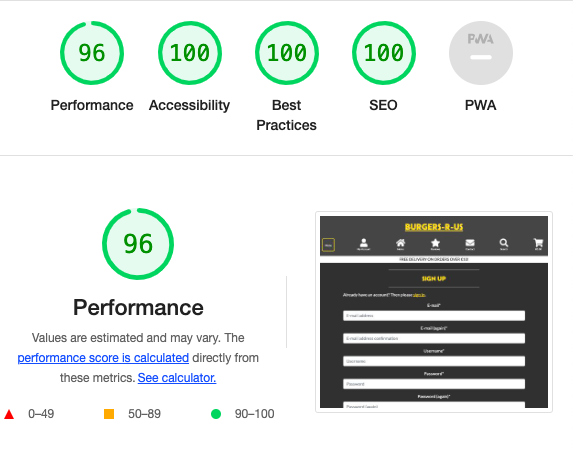 96
100
100
100
PWA
Performance
Accessibility
Best
Practices
SEO
PWA
96
Performance
Values are estimated and may vary. The
performance score is calculated directly from
these metrics. See calculator.
0–49
50–89
90–100
BURGERS-R-US
FREE DELIVERY ON ORDERS OVER
SIGN UP
Already have an account? Then please sign in.
E-mail*
E-mail address
E-mail (again)*
E-mail address confirmation
Username*
Username
Password*
Password
Password (again)*